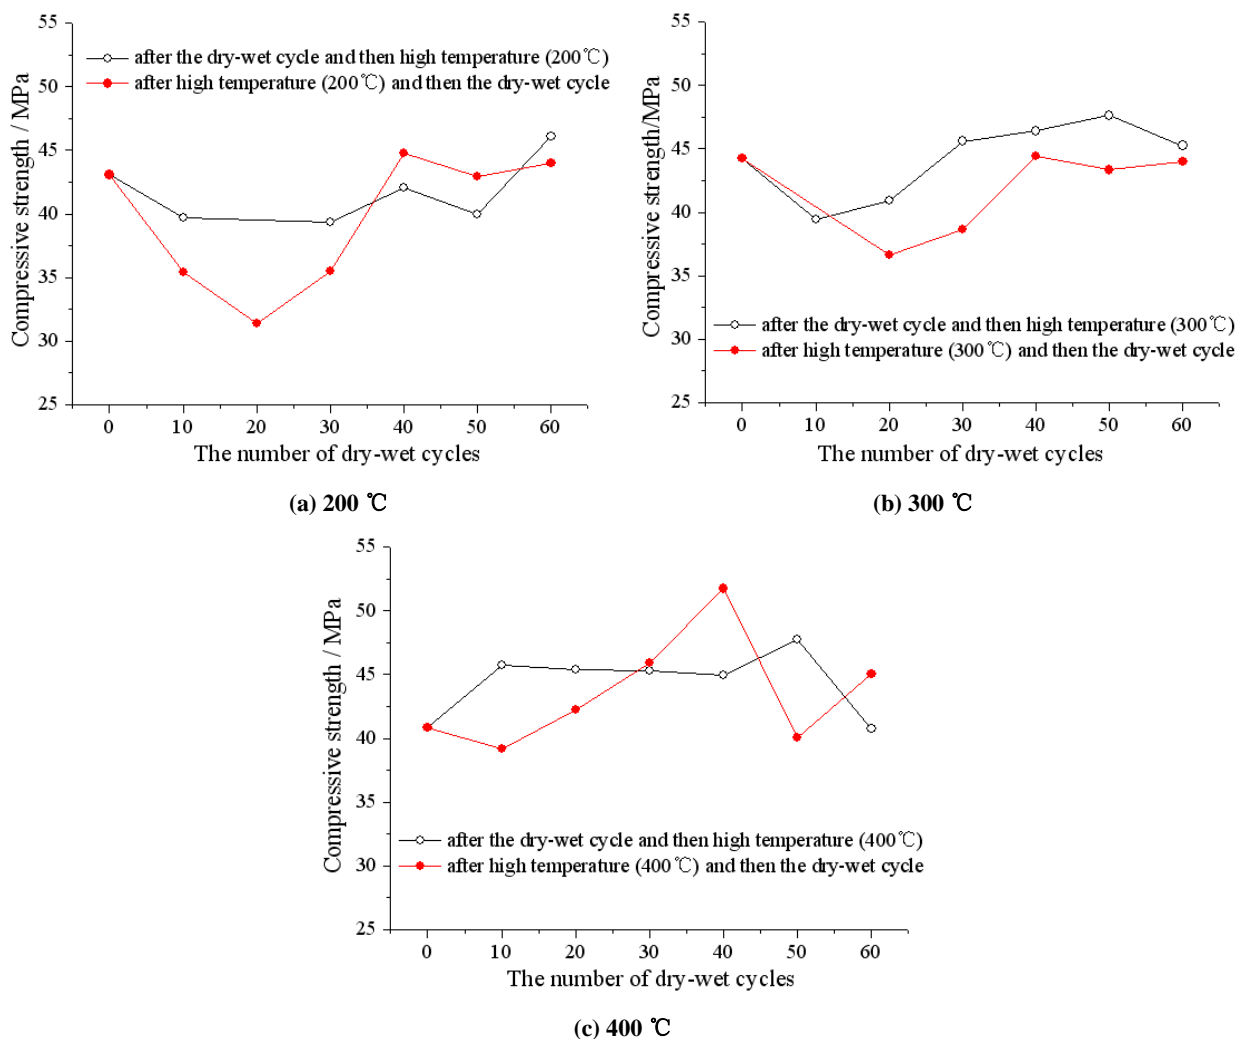 55
50
45
40
35
30
25
Compressive strength / MPa
after the dry-wet cycle and then high temperature (200℃)
after high temperature (200℃) and then the dry-wet cycle
0 10 20 30 40 50 60
The number of dry-wet cycles
(a) 200 ℃
55
50
45
40
35
30
25
Compressive strength/MPa
after the dry-wet cycle and then high temperature (300℃)
after high temperature (300℃) and then the dry-wet cycle
0 10 20 30 40 50 60
The number of dry-wet cycles
(b) 300 ℃
55
50
45
40
35
30
25
Compressive strength / MPa
after the dry-wet cycle and then high temperature (400℃)
after high temperature (400℃) and then the dry-wet cycle
0 10 20 30 40 50 60
The number of dry-wet cycles
(c) 400 ℃